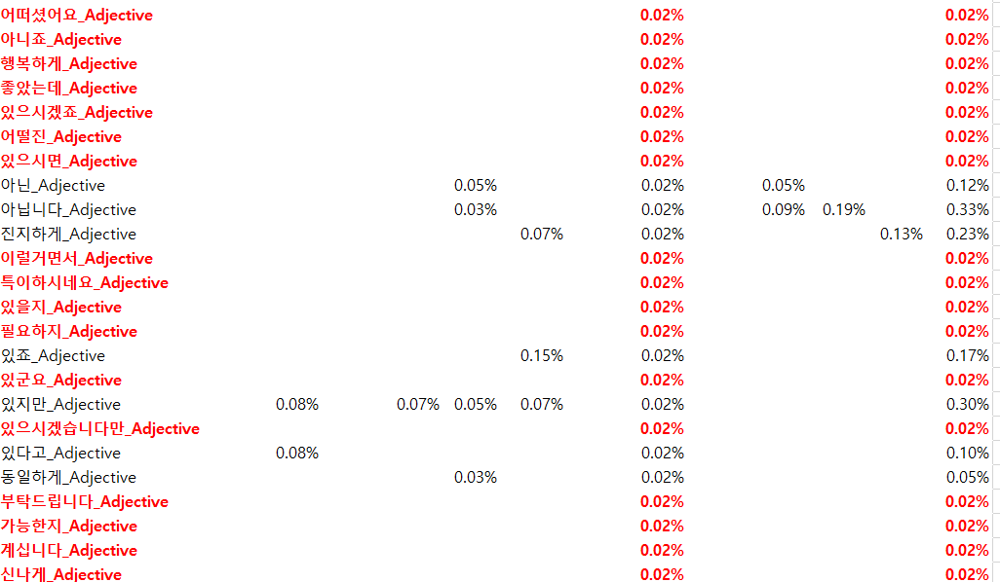 어떠셨어요_Adjective 0.02% 0.02%
아니죠_Adjective 0.02% 0.02%
행복하게_Adjective 0.02% 0.02%
좋았는데_Adjective 0.02% 0.02%
있으시겠죠_Adjective 0.02% 0.02%
어떨진_Adjective 0.02% 0.02%
있으시면_Adjective 0.02% 0.02%
아닌_Adjective 0.05% 0.02% 0.05% 0.12%
아닙니다_Adjective 0.03% 0.02% 0.09% 0.19% 0.33%
진지하게_Adjective 0.07% 0.02% 0.13% 0.23%
이럴거면서_Adjective 0.02% 0.02%
특이하시네요_Adjective 0.02% 0.02%
있을지_Adjective 0.02% 0.02%
필요하지_Adjective 0.02% 0.02%
있죠_Adjective 0.15% 0.02% 0.17%
있군요_Adjective 0.02% 0.02%
있지만_Adjective 0.08% 0.07% 0.05% 0.07% 0.02% 0.30%
있으시겠습니다만_Adjective 0.02% 0.02%
있다고_Adjective 0.08% 0.02% 0.10%
동일하게_Adjective 0.03% 0.02% 0.05%
부탁드립니다_Adjective 0.02% 0.02%
가능한지_Adjective 0.02% 0.02%
계십니다_Adjective 0.02% 0.02%
신나게_Adjective 0.02% 0.02%